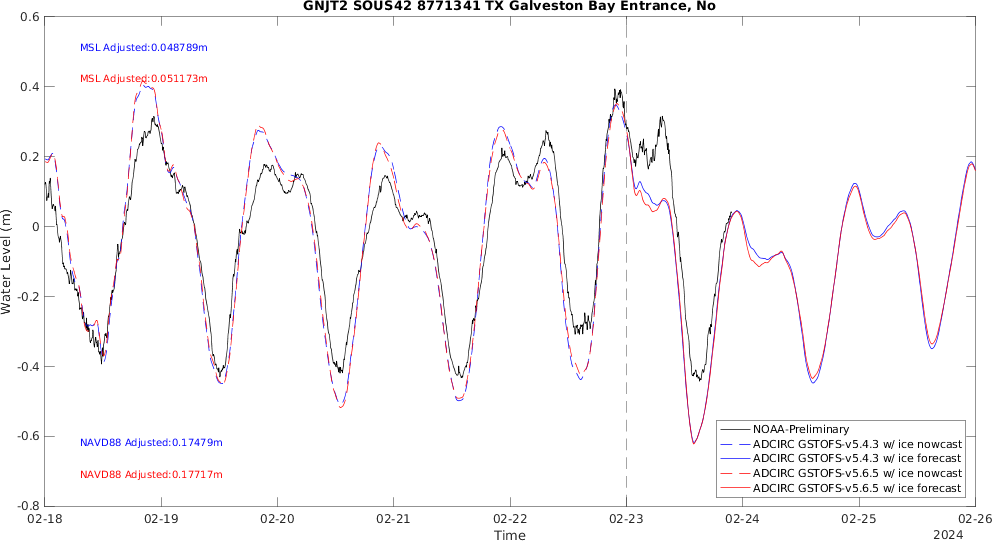 GNJT2 SOUS42 8771341 TX Galveston Bay Entrance, No
MSL Adjusted:0.048789m
MSL Adjusted:0.051173m
NAVD88 Adjusted:0.17479m
NAVD88 Adjusted:0.17717m
Water Level (m)
0.6
0.4
0.2
0
-0.2
-0.4
-0.6
-0.8
NOAA-Preliminary
ADCIRC GSTOFS-v5.4.3 w/ ice nowcast
ADCIRC GSTOFS-v5.4.3 w/ ice forecast
ADCIRC GSTOFS-v5.6.5 w/ ice nowcast
ADCIRC GSTOFS-v5.6.5 w/ ice forecast
02-18 02-19 02-20 02-21 02-22 02-23 02-24 02-25 02-26
Time
2024